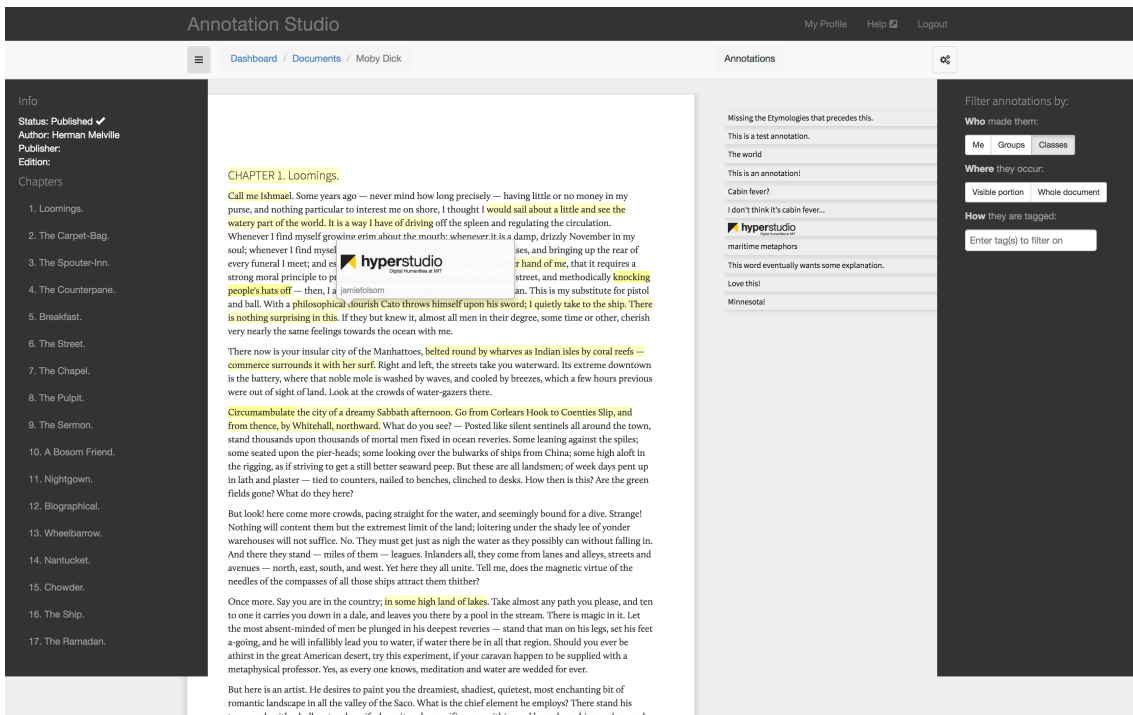 Annotation Studio
My Profile Help Logout
Dashboard / Documents / Moby Dick
Annotations
Info
Status: Published
Author: Herman Melville
Publisher:
Edition:
Chapters
1. Loomings.
2. The Carpet-Bag.
3. The Spouter-Inn.
4. The Counterpane.
5. Breakfast.
6. The Street.
7. The Chapel.
8. The Pulpit.
9. The Sermon.
10. A Bosom Friend.
11. Nightgown.
12. Biographical.
13. Wheelbarrow.
14. Nantucket.
15. Chowder.
16. The Ship.
17. The Ramadan.
CHAPTER 1. Loomings.
Call me Ishmael. Some years ago — never mind how long precisely — having little or no money in my
purse, and nothing particular to interest me on shore, I thought I would sail about a little and see the
watery part of the world. It is a way I have of driving off the spleen and regulating the circulation.
Whenever I find myself growing grim about the mouth; whenever it is a damp, drizzly November in my
soul; whenever I find mysel ses, and bringing up the rear of
every funeral I meet; and es r hand of me, that it requires a
strong moral principle to pr street, and methodically knocking
people's hats off — then, I a an. This is my substitute for pistol
and ball. With a philosophical flourish Cato throws himself upon his sword; I quietly take to the ship. There
is nothing surprising in this. If they but knew it, almost all men in their degree, some time or other, cherish
very nearly the same feelings towards the ocean with me.
hyperstudio
Digital Humanities at MIT
jamiefolsom
There now is your insular city of the Manhattoes, belted round by wharves as Indian isles by coral reefs —
commerce surrounds it with her surf. Right and left, the streets take you waterward. Its extreme downtown
is the battery, where that noble mole is washed by waves, and cooled by breezes, which a few hours previous
were out of sight of land. Look at the crowds of water-gazers there.
Circumambulate the city of a dreamy Sabbath afternoon. Go from Corlears Hook to Coenties Slip, and
from thence, by Whitehall, northward. What do you see? — Posted like silent sentinels all around the town,
stand thousands upon thousands of mortal men fixed in ocean reveries. Some leaning against the spiles;
some seated upon the pier-heads; some looking over the bulwarks of ships from China; some high aloft in
the rigging, as if striving to get a still better seaward peep. But these are all landsmen; of week days pent up
in lath and plaster — tied to counters, nailed to benches, clinched to desks. How then is this? Are the green
fields gone? What do they here?
But look! here come more crowds, pacing straight for the water, and seemingly bound for a dive. Strange!
Nothing will content them but the extremest limit of the land; loitering under the shady lee of yonder
warehouses will not suffice. No. They must get just as nigh the water as they possibly can without falling in.
And there they stand — miles of them — leagues. Inlanders all, they come from lanes and alleys, streets and
avenues — north, east, south, and west. Yet here they all unite. Tell me, does the magnetic virtue of the
needles of the compasses of all those ships attract them thither?
Once more. Say you are in the country; in some high land of lakes. Take almost any path you please, and ten
to one it carries you down in a dale, and leaves you there by a pool in the stream. There is magic in it. Let
the most absent-minded of men be plunged in his deepest reveries — stand that man on his legs, set his feet
a-going, and he will infallibly lead you to water, if water there be in all that region. Should you ever be
athirst in the great American desert, try this experiment, if your caravan happen to be supplied with a
metaphysical professor. Yes, as every one knows, meditation and water are wedded for ever.
But here is an artist. He desires to paint you the dreamiest, shadiest, quietest, most enchanting bit of
romantic landscape in all the valley of the Saco. What is the chief element he employs? There stand his
Missing the Etymologies that precedes this.
This is a test annotation.
The world
This is an annotation!
Cabin fever?
I don't think it's cabin fever...
hyperstudio
Digital Humanities at MIT
maritime metaphors
This word eventually wants some explanation.
Love this!
Minnesota!
Filter annotations by:
Who made them:
Me Groups Classes
Where they occur:
Visible portion Whole document
How they are tagged:
Enter tag(s) to filter on